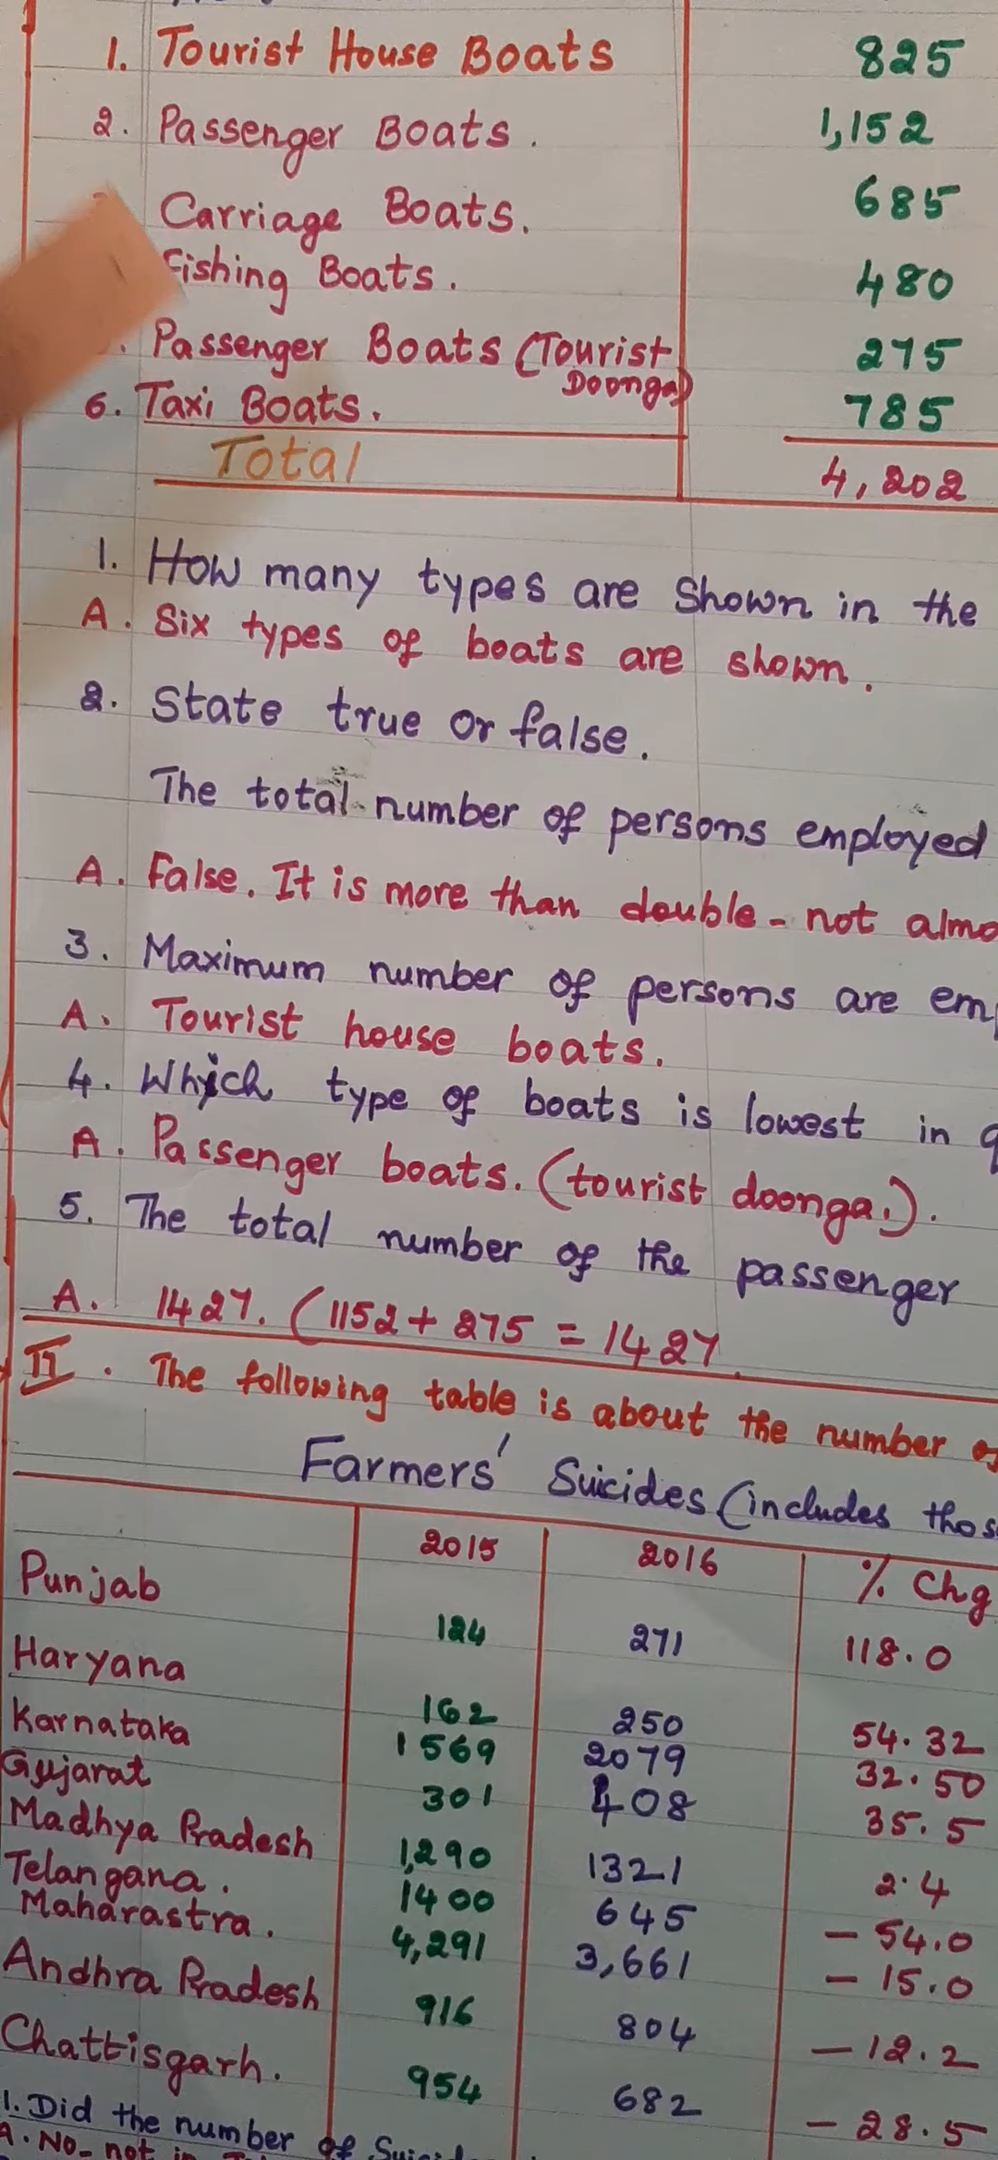 1. Tourist House Boats 825
2. Passenger Boats. 1,152
Carriage Boats. 685
Fishing Boats. 480
. Passenger Boats (Tourist Doonga) 275
6. Taxi Boats. 785
Total 4,202
1. How many types are shown in the
A. Six types of boats are shown.
2. State true or false.
The total number of persons employed
A. False. It is more than double - not almo
3. Maximum number of persons are em
A. Tourist house boats.
4. Which type of boats is lowest in q
A. Passenger boats. (tourist doonga.).
5. The total number of the passenger
A. 1427. (1152 + 275 = 1427
II. The following table is about the number of
Farmers' Suicides (includes thos
2015 2016 % Chg
Punjab 124 271 118.0
Haryana 162 250 54.32
Karnataka 1569 2079 32.50
Gujarat 301 408 35.5
Madhya Pradesh 1,290 1321 2.4
Telangana. 1400 645 - 54.0
Maharastra. 4,291 3,661 - 15.0
Andhra Pradesh 916 804 - 12.2
Chattisgarh. 954 682 - 28.5
1. Did the number of Suicide
A. No- not in